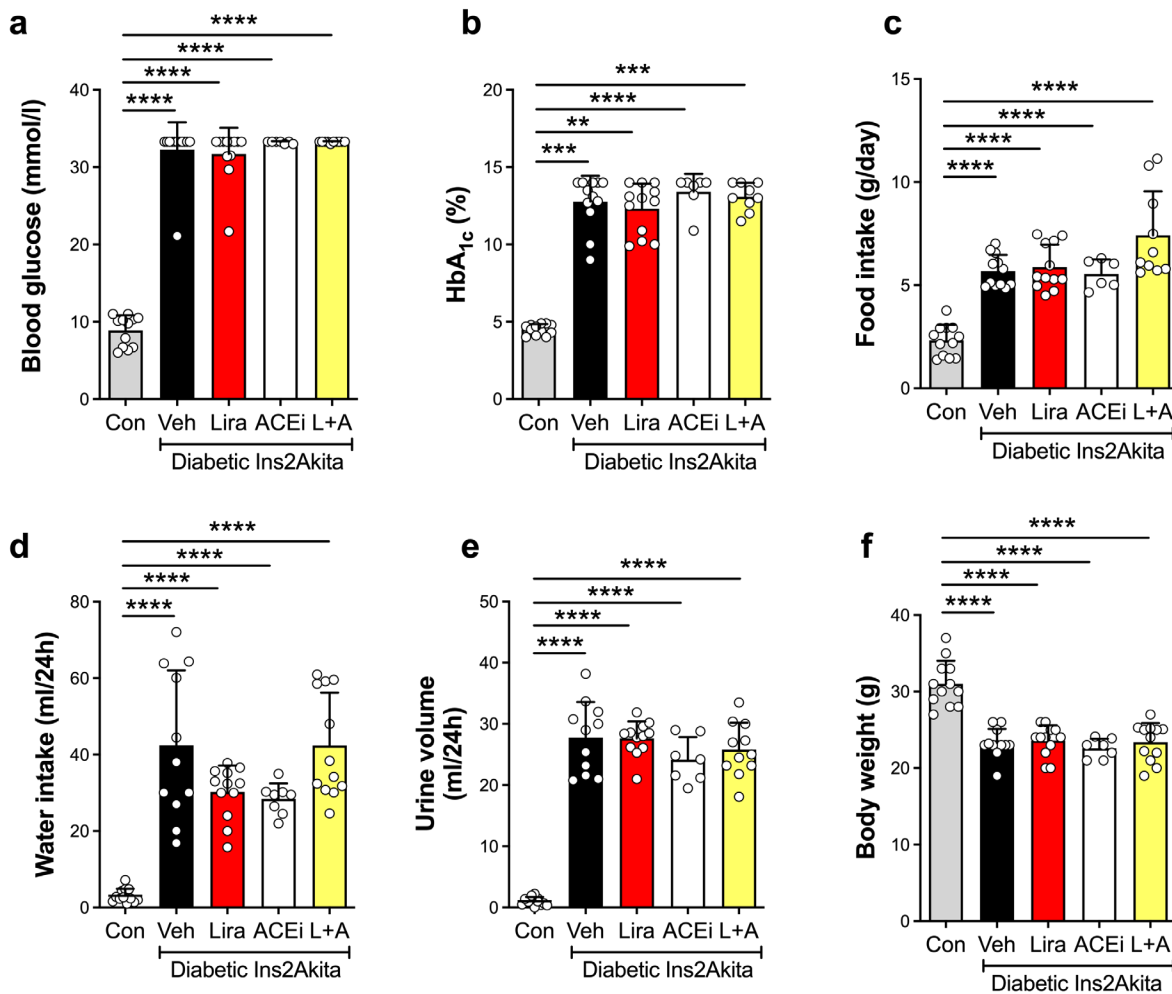 a
****
****
****
****
Blood glucose (mmol/l)
40
30
20
10
0
Con Veh Lira ACEi L+A
Diabetic Ins2Akita
b
***
****
**
***
HbA1c (%)
20
15
10
5
0
Con Veh Lira ACEi L+A
Diabetic Ins2Akita
c
****
****
****
****
Food intake (g/day)
15
10
5
0
Con Veh Lira ACEi L+A
Diabetic Ins2Akita
d
****
****
****
****
Water intake (ml/24h)
80
60
40
20
0
Con Veh Lira ACEi L+A
Diabetic Ins2Akita
e
****
****
****
****
Urine volume
(ml/24h)
50
40
30
20
10
0
Con Veh Lira ACEi L+A
Diabetic Ins2Akita
f
****
****
****
****
Body weight (g)
40
30
20
10
0
Con Veh Lira ACEi L+A
Diabetic Ins2Akita